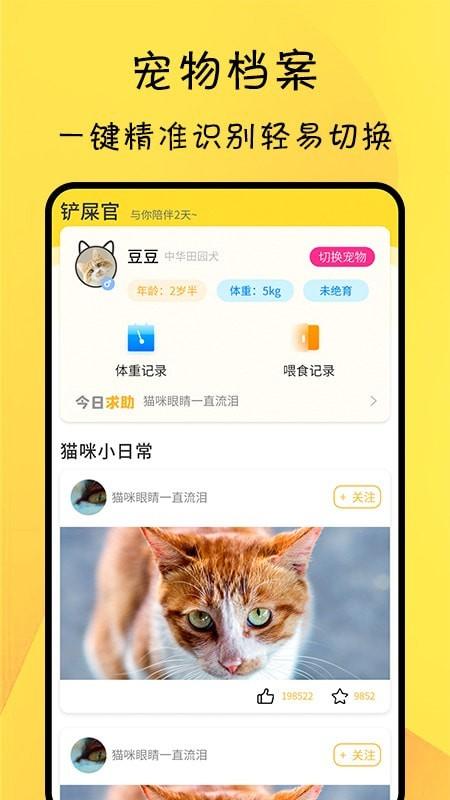 宠物档案
一键精准识别轻易切换
铲屎官 与你陪伴2天~
豆豆 中华田园犬 切换宠物
年龄：2岁半 体重：5kg 未绝育
体重记录 喂食记录
今日求助 猫咪眼睛一直流泪
猫咪小日常
猫咪眼睛一直流泪 + 关注
198522 9852
猫咪眼睛一直流泪 + 关注